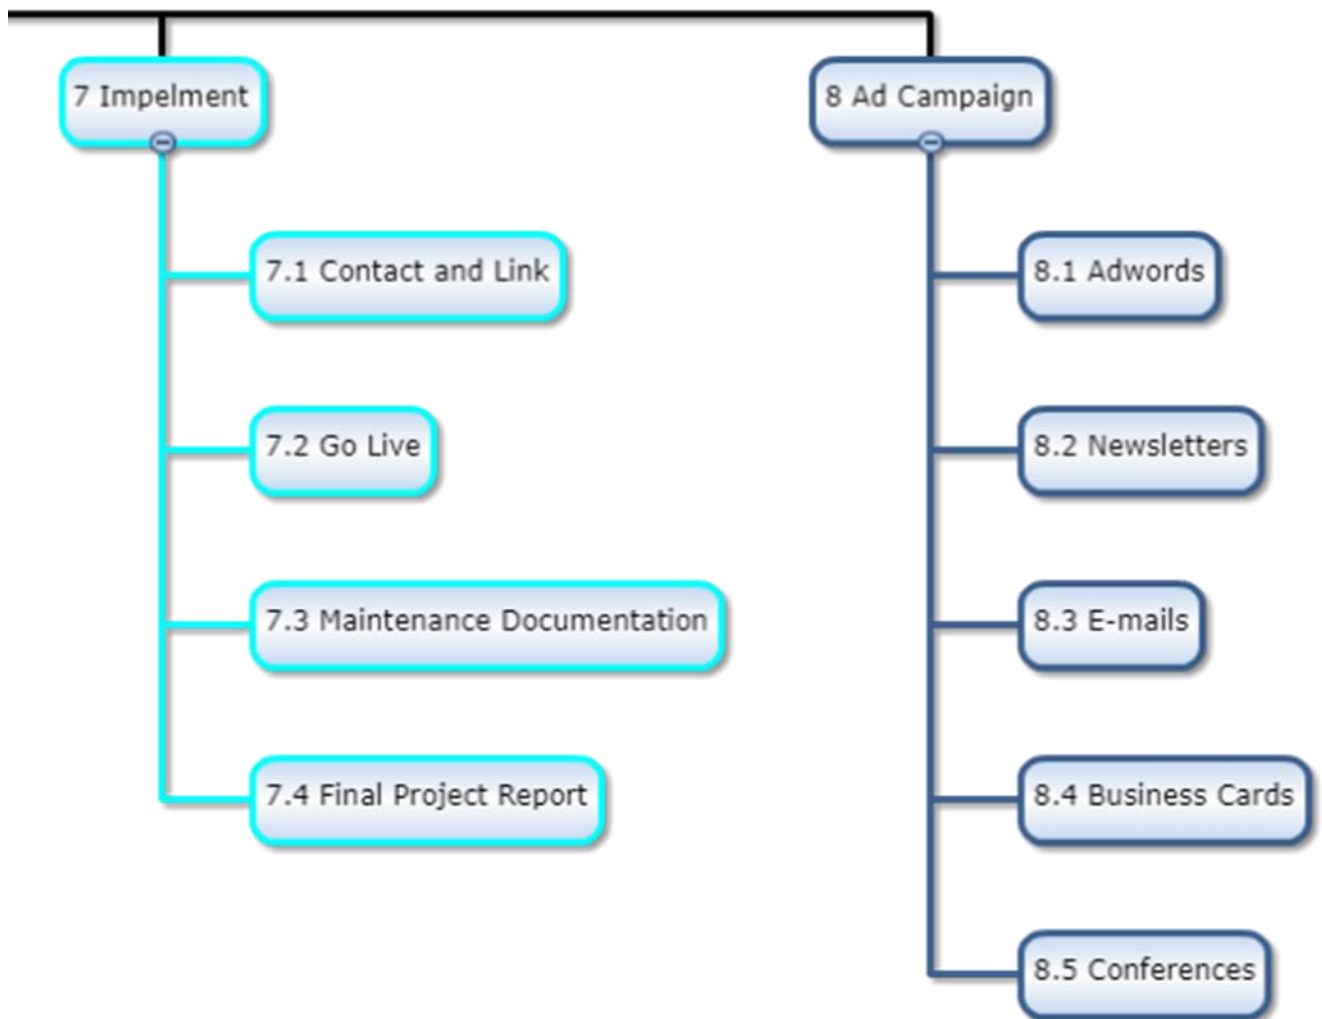 7 Impelment
7.1 Contact and Link
7.2 Go Live
7.3 Maintenance Documentation
7.4 Final Project Report
8 Ad Campaign
8.1 Adwords
8.2 Newsletters
8.3 E-mails
8.4 Business Cards
8.5 Conferences